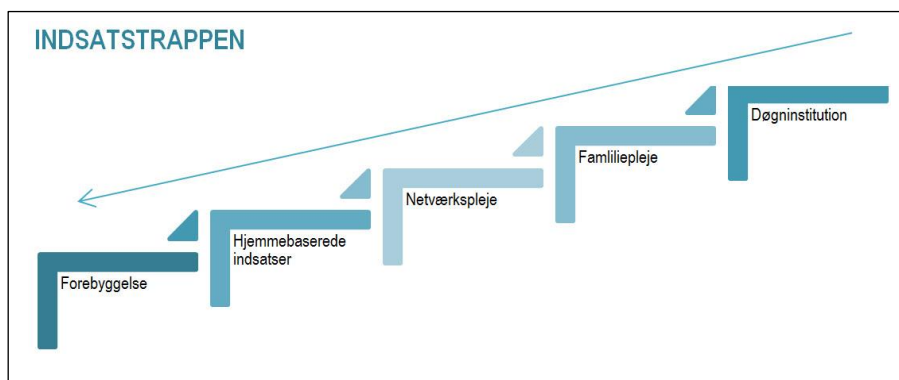 INDSATSTRAPPEN
Døgninstitution
Famliliepleje
Netværkspleje
Hjemmebaserede
indsatser
Forebyggelse